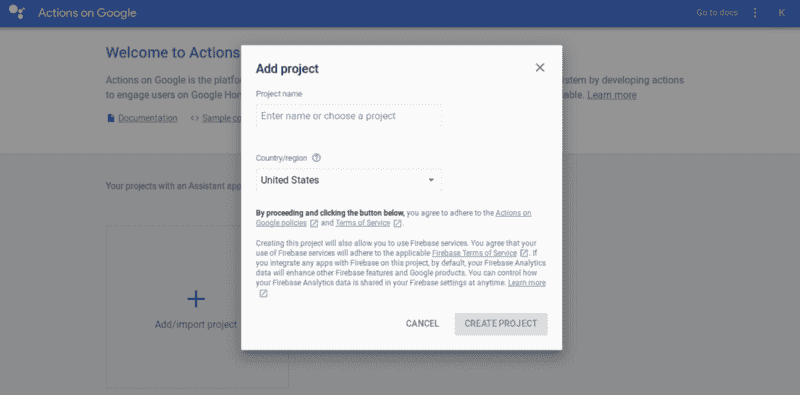 Actions on Google
Go to docs
K
Welcome to Actions
Actions on Google is the platfo
stem by developing actions
to engage users on Google Hom
able. Learn more
Documentation
Sample co
Your projects with an Assistant app
Add/import project
Add project
Project name
Enter name or choose a project
Country/region
United States
By proceeding and clicking the button below, you agree to adhere to the Actions on
Google policies and Terms of Service.
Creating this project will also allow you to use Firebase services. You agree that your
use of Firebase services will adhere to the applicable Firebase Terms of Service. If
you integrate any apps with Firebase on this project, by default, your Firebase Analytics
data will enhance other Firebase features and Google products. You can control how
your Firebase Analytics data is shared in your Firebase settings at anytime. Learn more
CANCEL
CREATE PROJECT